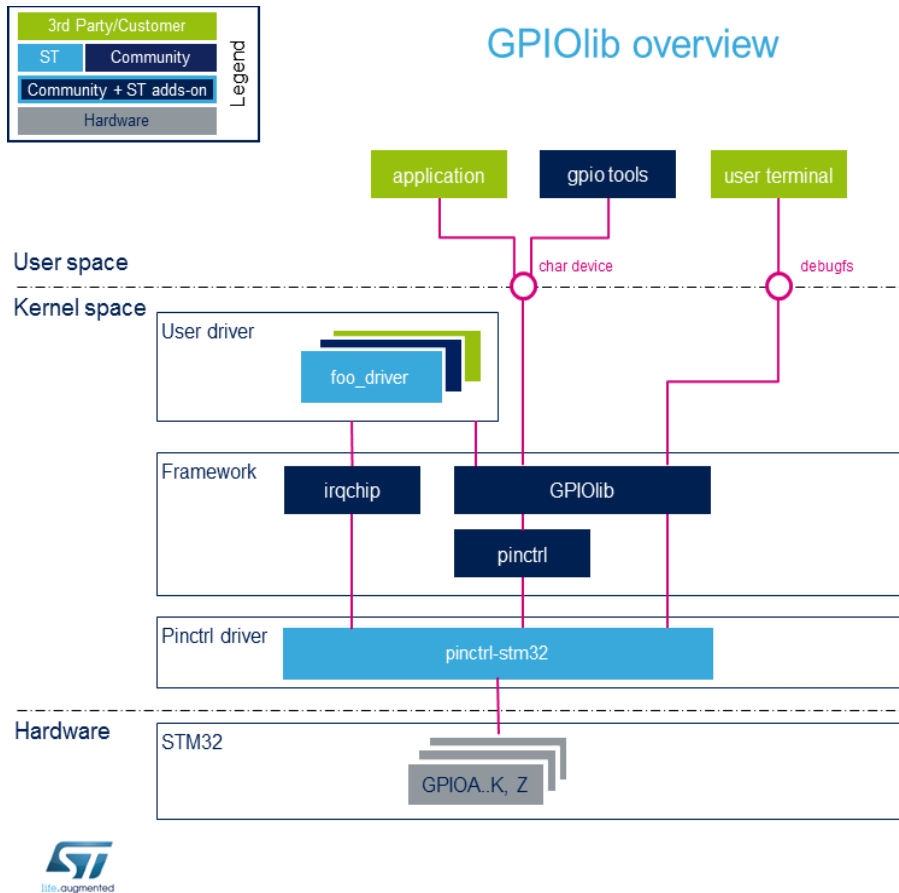 3rd Party/Customer
ST
Community
Community + ST adds-on
Hardware
Legend
GPIOlib overview
application
gpio tools
user terminal
User space
char device
debugfs
Kernel space
User driver
foo_driver
Framework
irqchip
GPIOlib
pinctrl
Pinctrl driver
pinctrl-stm32
Hardware
STM32
GPIOA..K, Z
ST
life.augmented